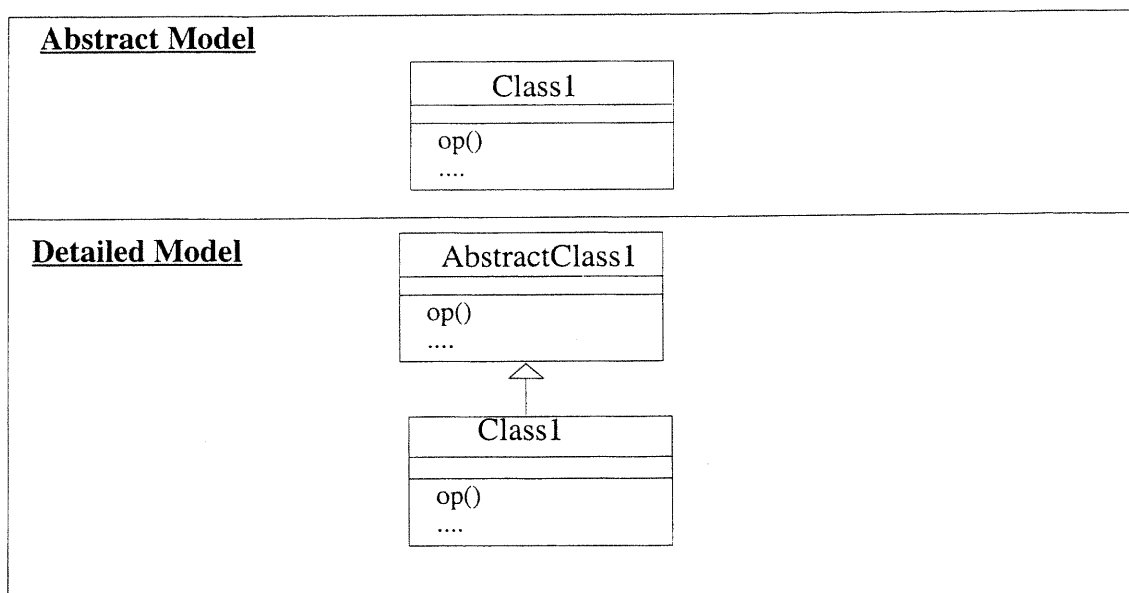 Abstract Model
Class1
op()
....
Detailed Model
AbstractClass1
op()
....
Class1
op()
....